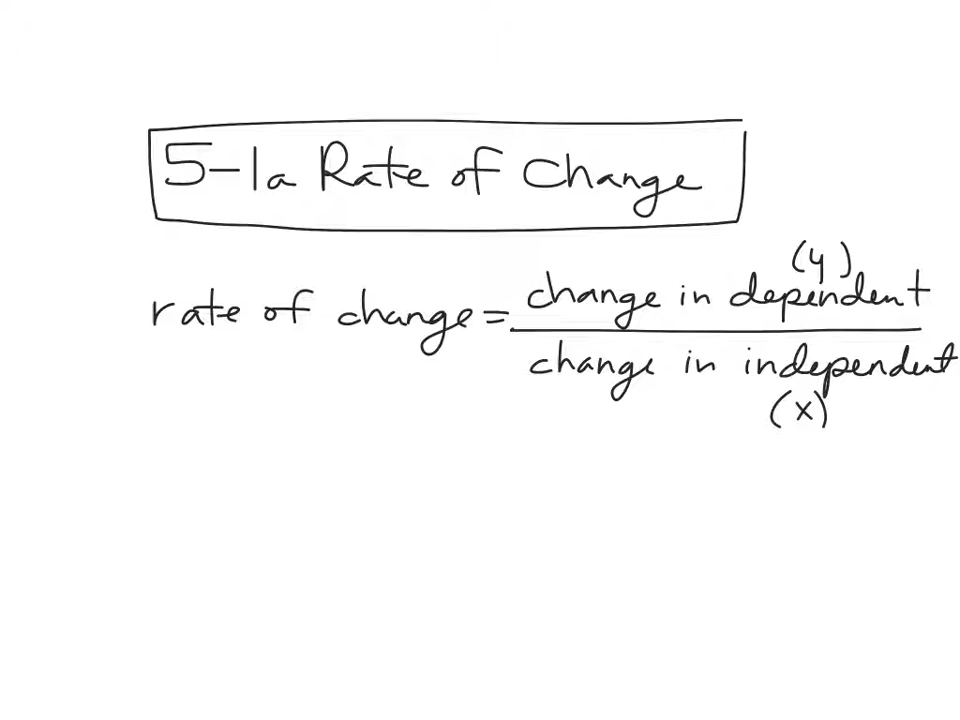 5-1a Rate of Change
(y)
rate of change = change in dependent
change in independent
(x)